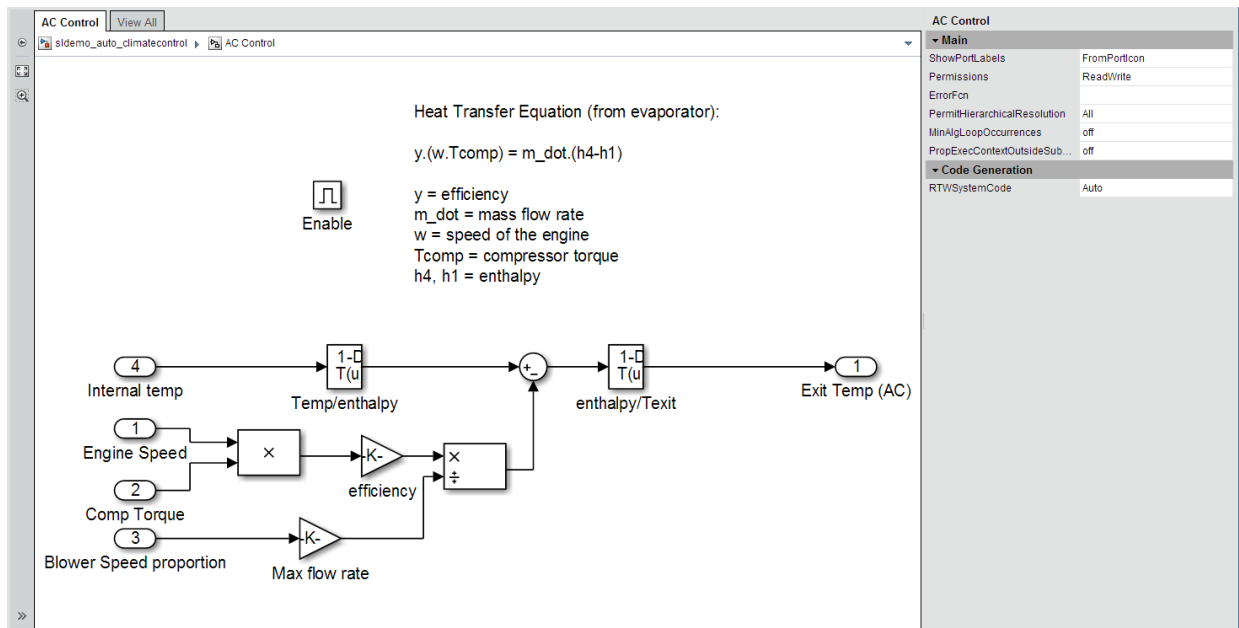 AC Control
View All
sldemo_auto_climatecontrol
AC Control
Heat Transfer Equation (from evaporator):
y.(w.Tcomp) = m_dot.(h4-h1)
y = efficiency
m_dot = mass flow rate
w = speed of the engine
Tcomp = compressor torque
h4, h1 = enthalpy
Enable
4
Internal temp
1-D
T(u
Temp/enthalpy
+
-
1-D
T(u
enthalpy/Texit
1
Exit Temp (AC)
1
Engine Speed
×
-K-
efficiency
×
÷
2
Comp Torque
3
Blower Speed proportion
-K-
Max flow rate
AC Control
Main
ShowPortLabels FromPortIcon
Permissions ReadWrite
ErrorFcn
PermitHierarchicalResolution All
MinAlgLoopOccurrences off
PropExecContextOutsideSub... off
Code Generation
RTWSystemCode Auto